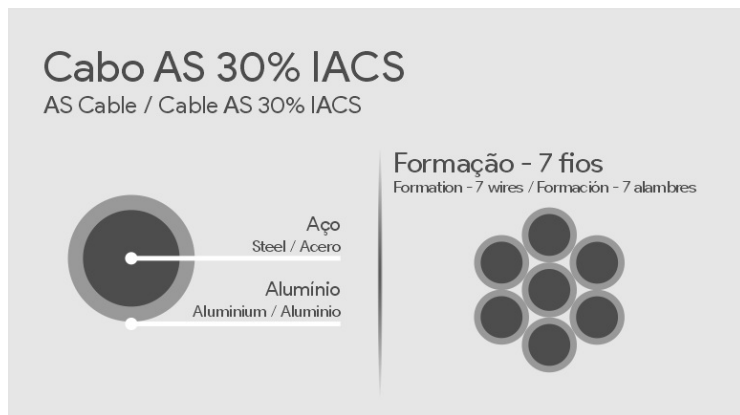 Cabo AS 30% IACS
AS Cable / Cable AS 30% IACS
Aço
Steel / Acero
Alumínio
Aluminium / Aluminio
Formação - 7 fios
Formation - 7 wires / Formación - 7 alambres